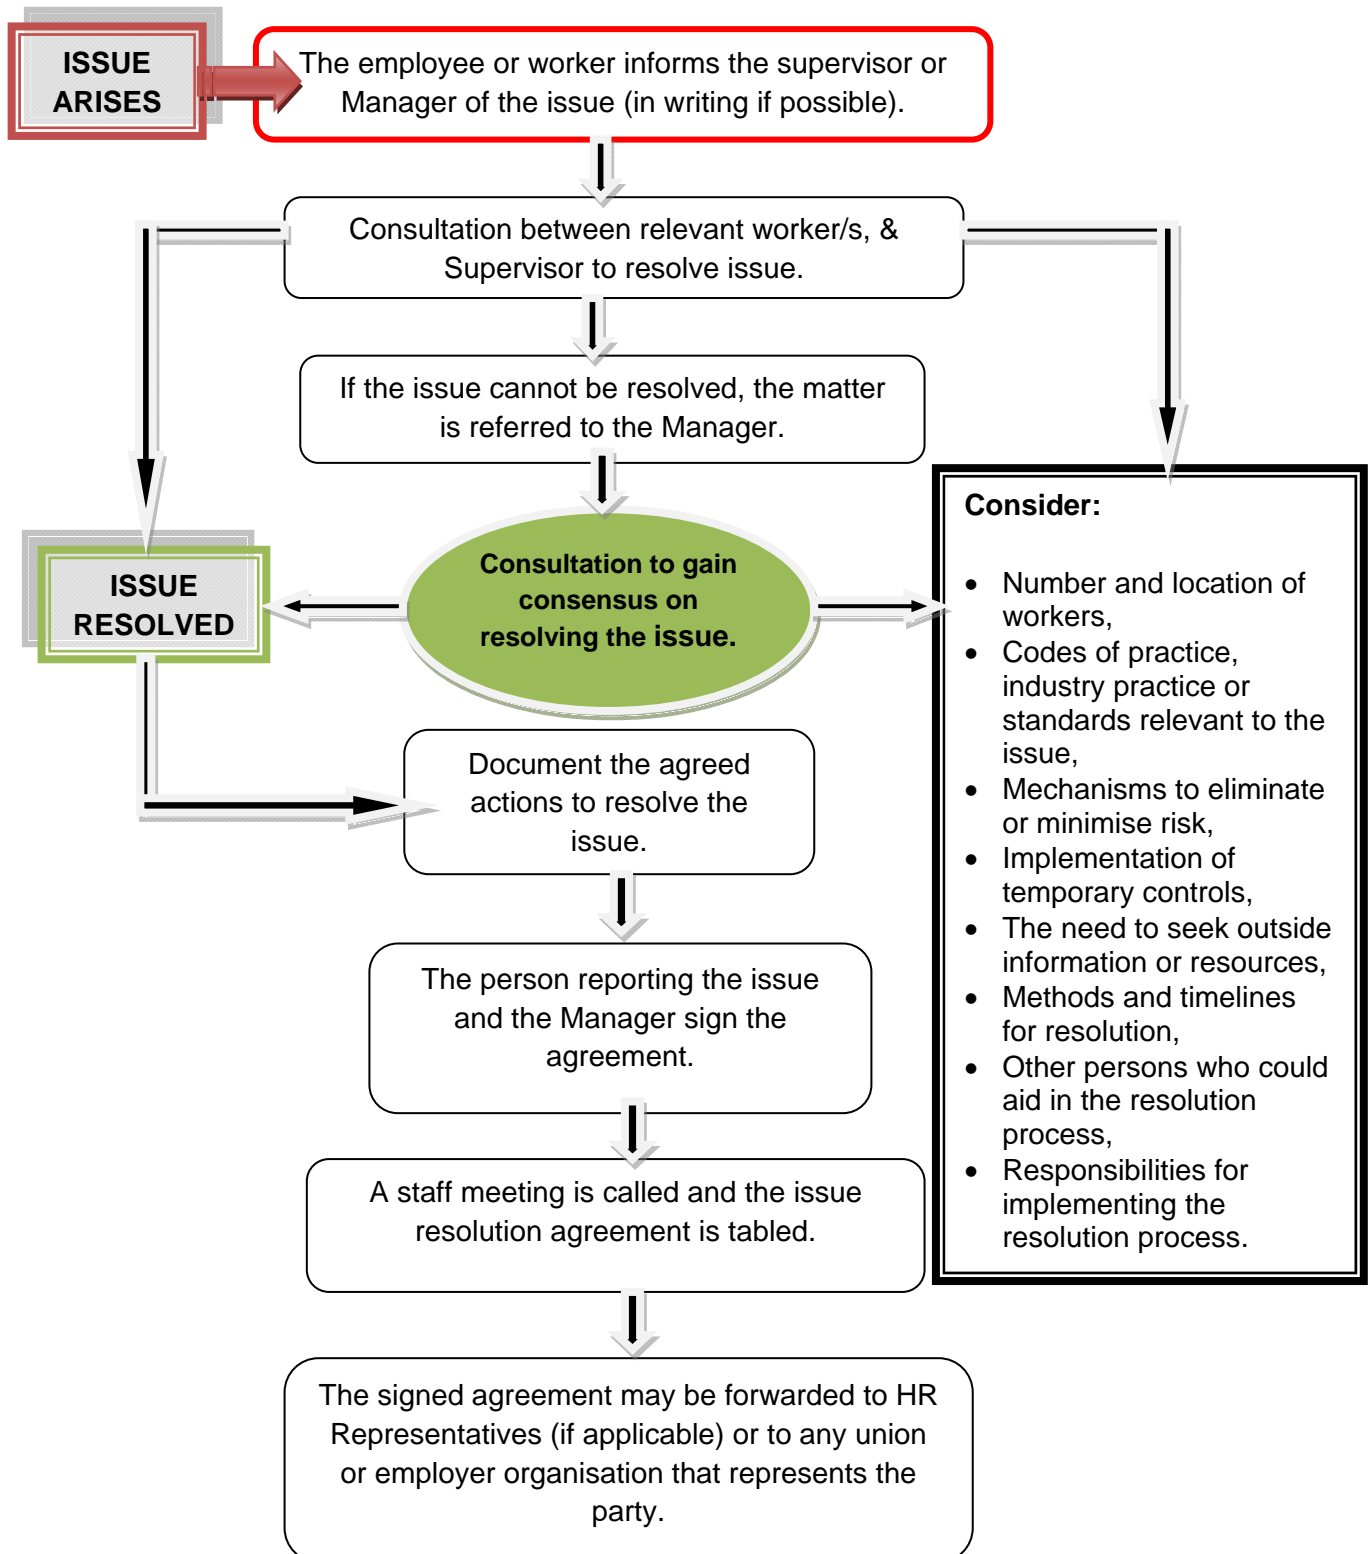 ISSUE
ARISES
The employee or worker informs the supervisor or
Manager of the issue (in writing if possible).
Consultation between relevant worker/s, &
Supervisor to resolve issue.
If the issue cannot be resolved, the matter
is referred to the Manager.
ISSUE
RESOLVED
Consultation to gain
consensus on
resolving the issue.
Consider:
• Number and location of
workers,
• Codes of practice,
industry practice or
standards relevant to the
issue,
• Mechanisms to eliminate
or minimise risk,
• Implementation of
temporary controls,
• The need to seek outside
information or resources,
• Methods and timelines
for resolution,
• Other persons who could
aid in the resolution
process,
• Responsibilities for
implementing the
resolution process.
Document the agreed
actions to resolve the
issue.
The person reporting the issue
and the Manager sign the
agreement.
A staff meeting is called and the issue
resolution agreement is tabled.
The signed agreement may be forwarded to HR
Representatives (if applicable) or to any union
or employer organisation that represents the
party.